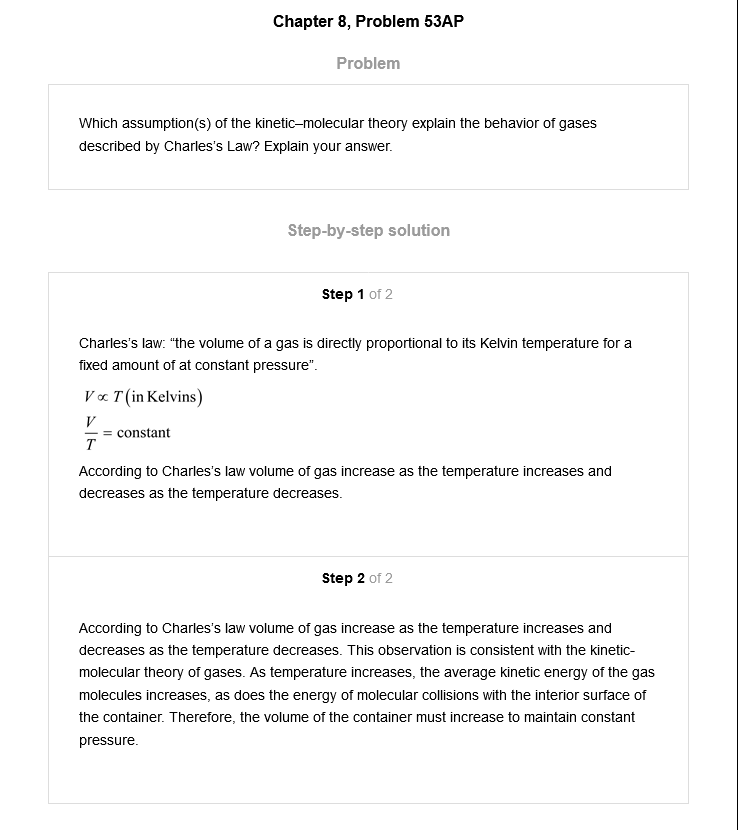 Chapter 8, Problem 53AP
Problem
Which assumption(s) of the kinetic–molecular theory explain the behavior of gases
described by Charles's Law? Explain your answer.
Step-by-step solution
Step 1 of 2
Charles's law: “the volume of a gas is directly proportional to its Kelvin temperature for a
fixed amount of at constant pressure”.
V ∝ T (in Kelvins)
V/T = constant
According to Charles's law volume of gas increase as the temperature increases and
decreases as the temperature decreases.
Step 2 of 2
According to Charles's law volume of gas increase as the temperature increases and
decreases as the temperature decreases. This observation is consistent with the kinetic-
molecular theory of gases. As temperature increases, the average kinetic energy of the gas
molecules increases, as does the energy of molecular collisions with the interior surface of
the container. Therefore, the volume of the container must increase to maintain constant
pressure.